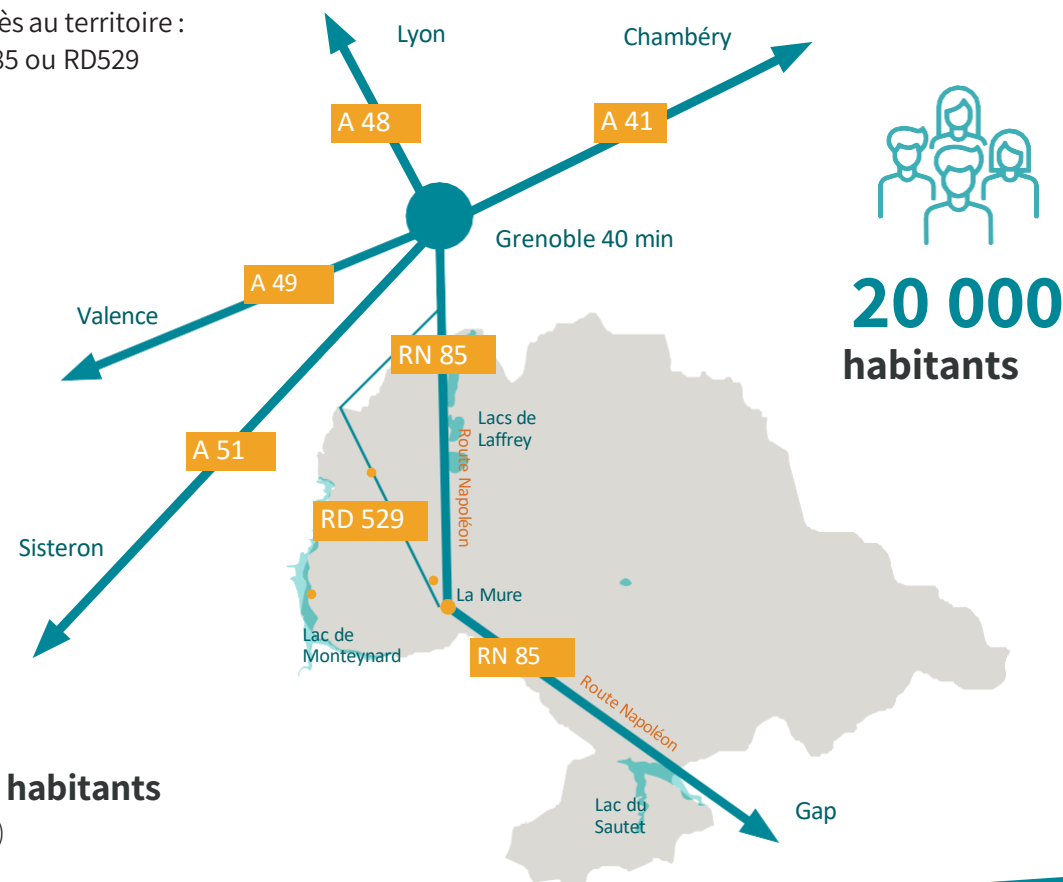 ès au territoire :
35 ou RD529
Lyon
Chambéry
A 48
A 41
Grenoble 40 min
A 49
Valence
20 000
habitants
RN 85
Lacs de
Laffrey
Route Napoléon
A 51
RD 529
Sisteron
La Mure
Lac de
Monteynard
RN 85
Route Napoléon
habitants
)
Lac du
Sautet
Gap